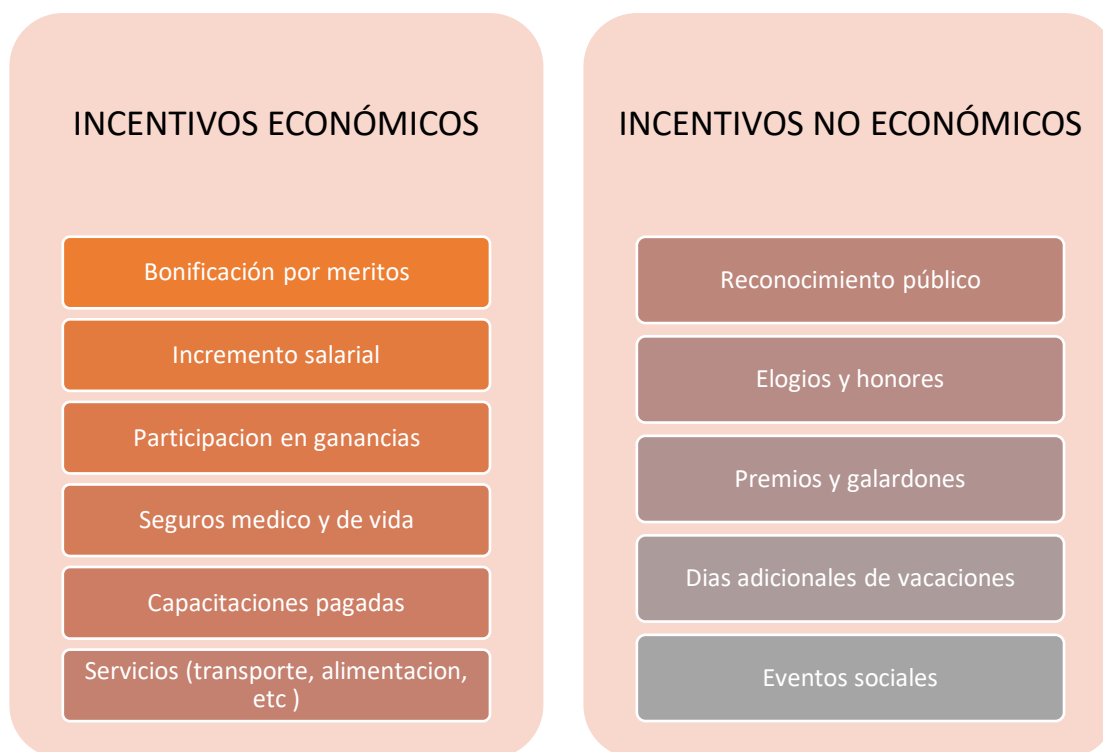 INCENTIVOS ECONÓMICOS
Bonificación por meritos
Incremento salarial
Participacion en ganancias
Seguros medico y de vida
Capacitaciones pagadas
Servicios (transporte, alimentacion,
etc )
INCENTIVOS NO ECONÓMICOS
Reconocimiento público
Elogios y honores
Premios y galardones
Dias adicionales de vacaciones
Eventos sociales